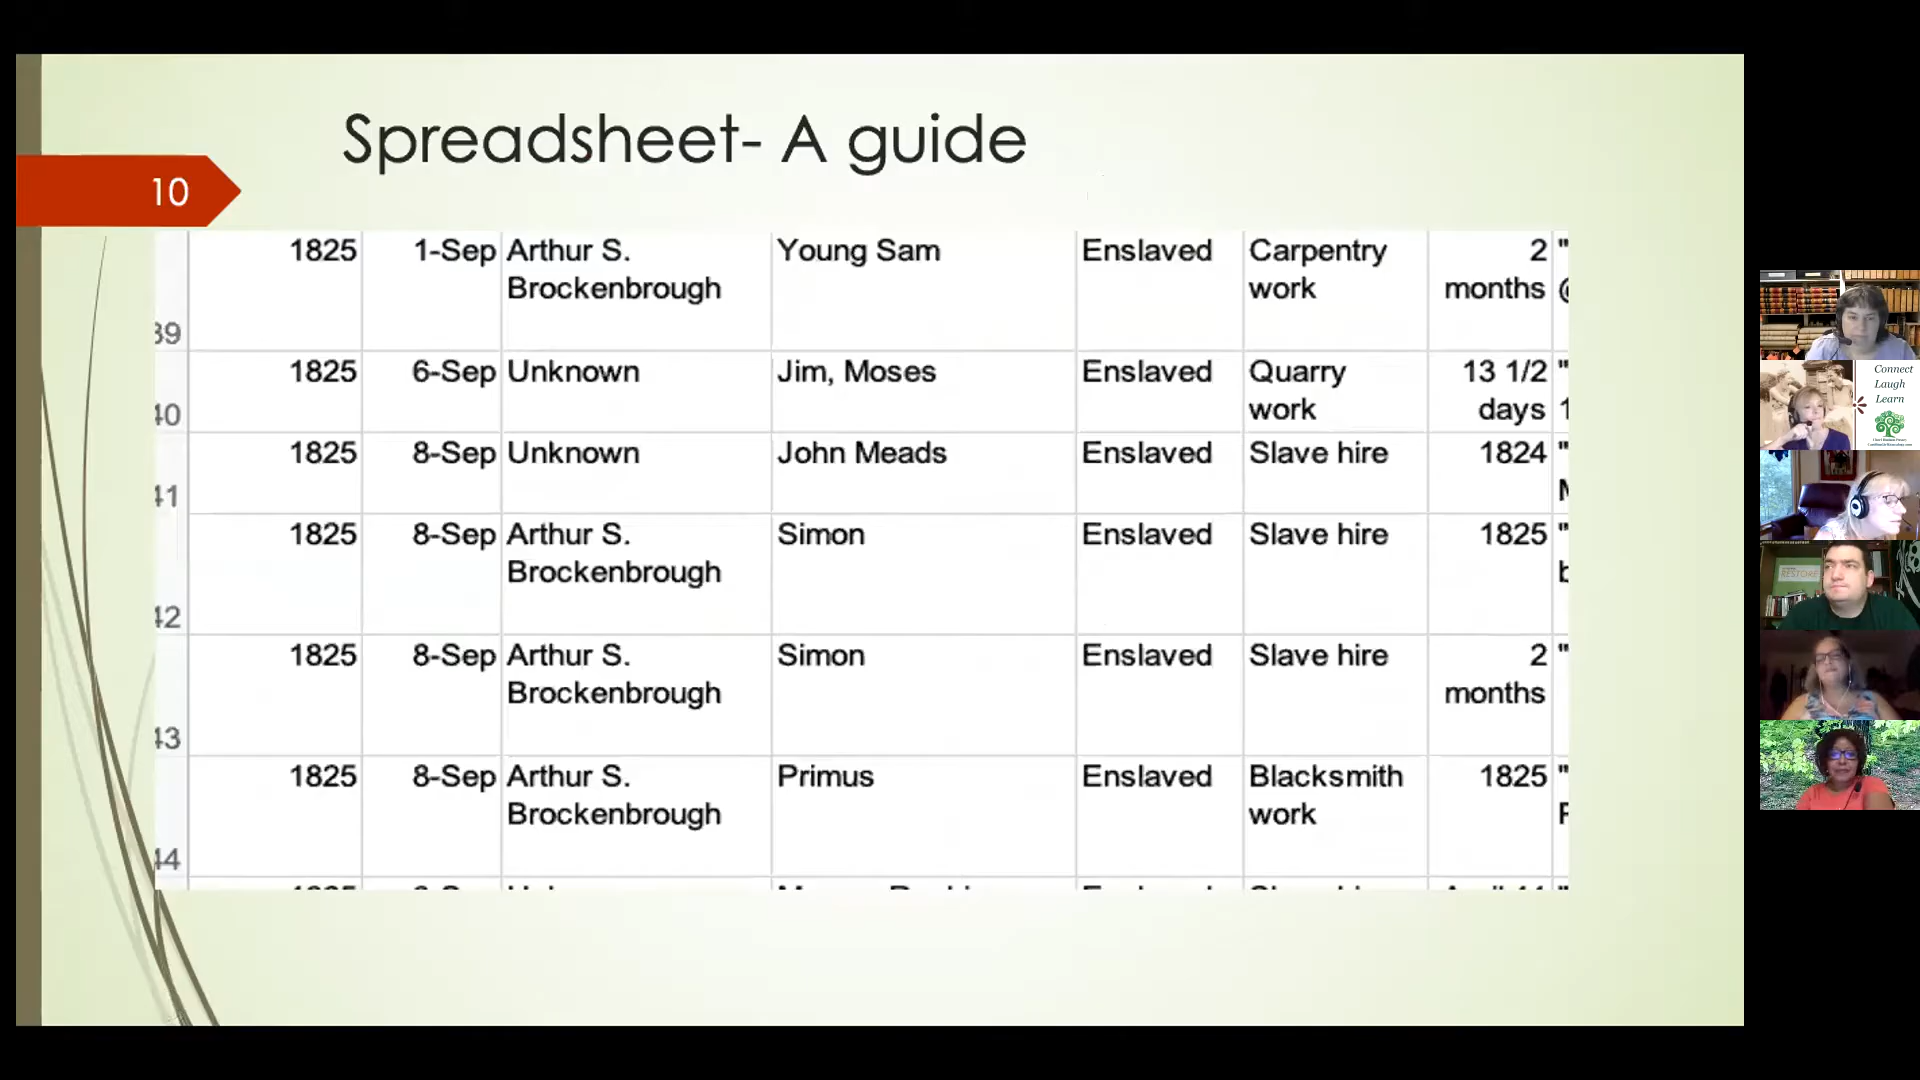 Spreadsheet- A guide
10
1825 1-Sep Arthur S. Young Sam Enslaved Carpentry 2 "
Brockenbrough work months
39
1825 6-Sep Unknown Jim, Moses Enslaved Quarry 13 1/2 "
work days 1
40
1825 8-Sep Unknown John Meads Enslaved Slave hire 1824 "
41
1825 8-Sep Arthur S. Simon Enslaved Slave hire 1825 "
Brockenbrough b
42
1825 8-Sep Arthur S. Simon Enslaved Slave hire 2 "
Brockenbrough months
43
1825 8-Sep Arthur S. Primus Enslaved Blacksmith 1825 "
Brockenbrough work
44
Connect
Laugh
Learn
RESTORE